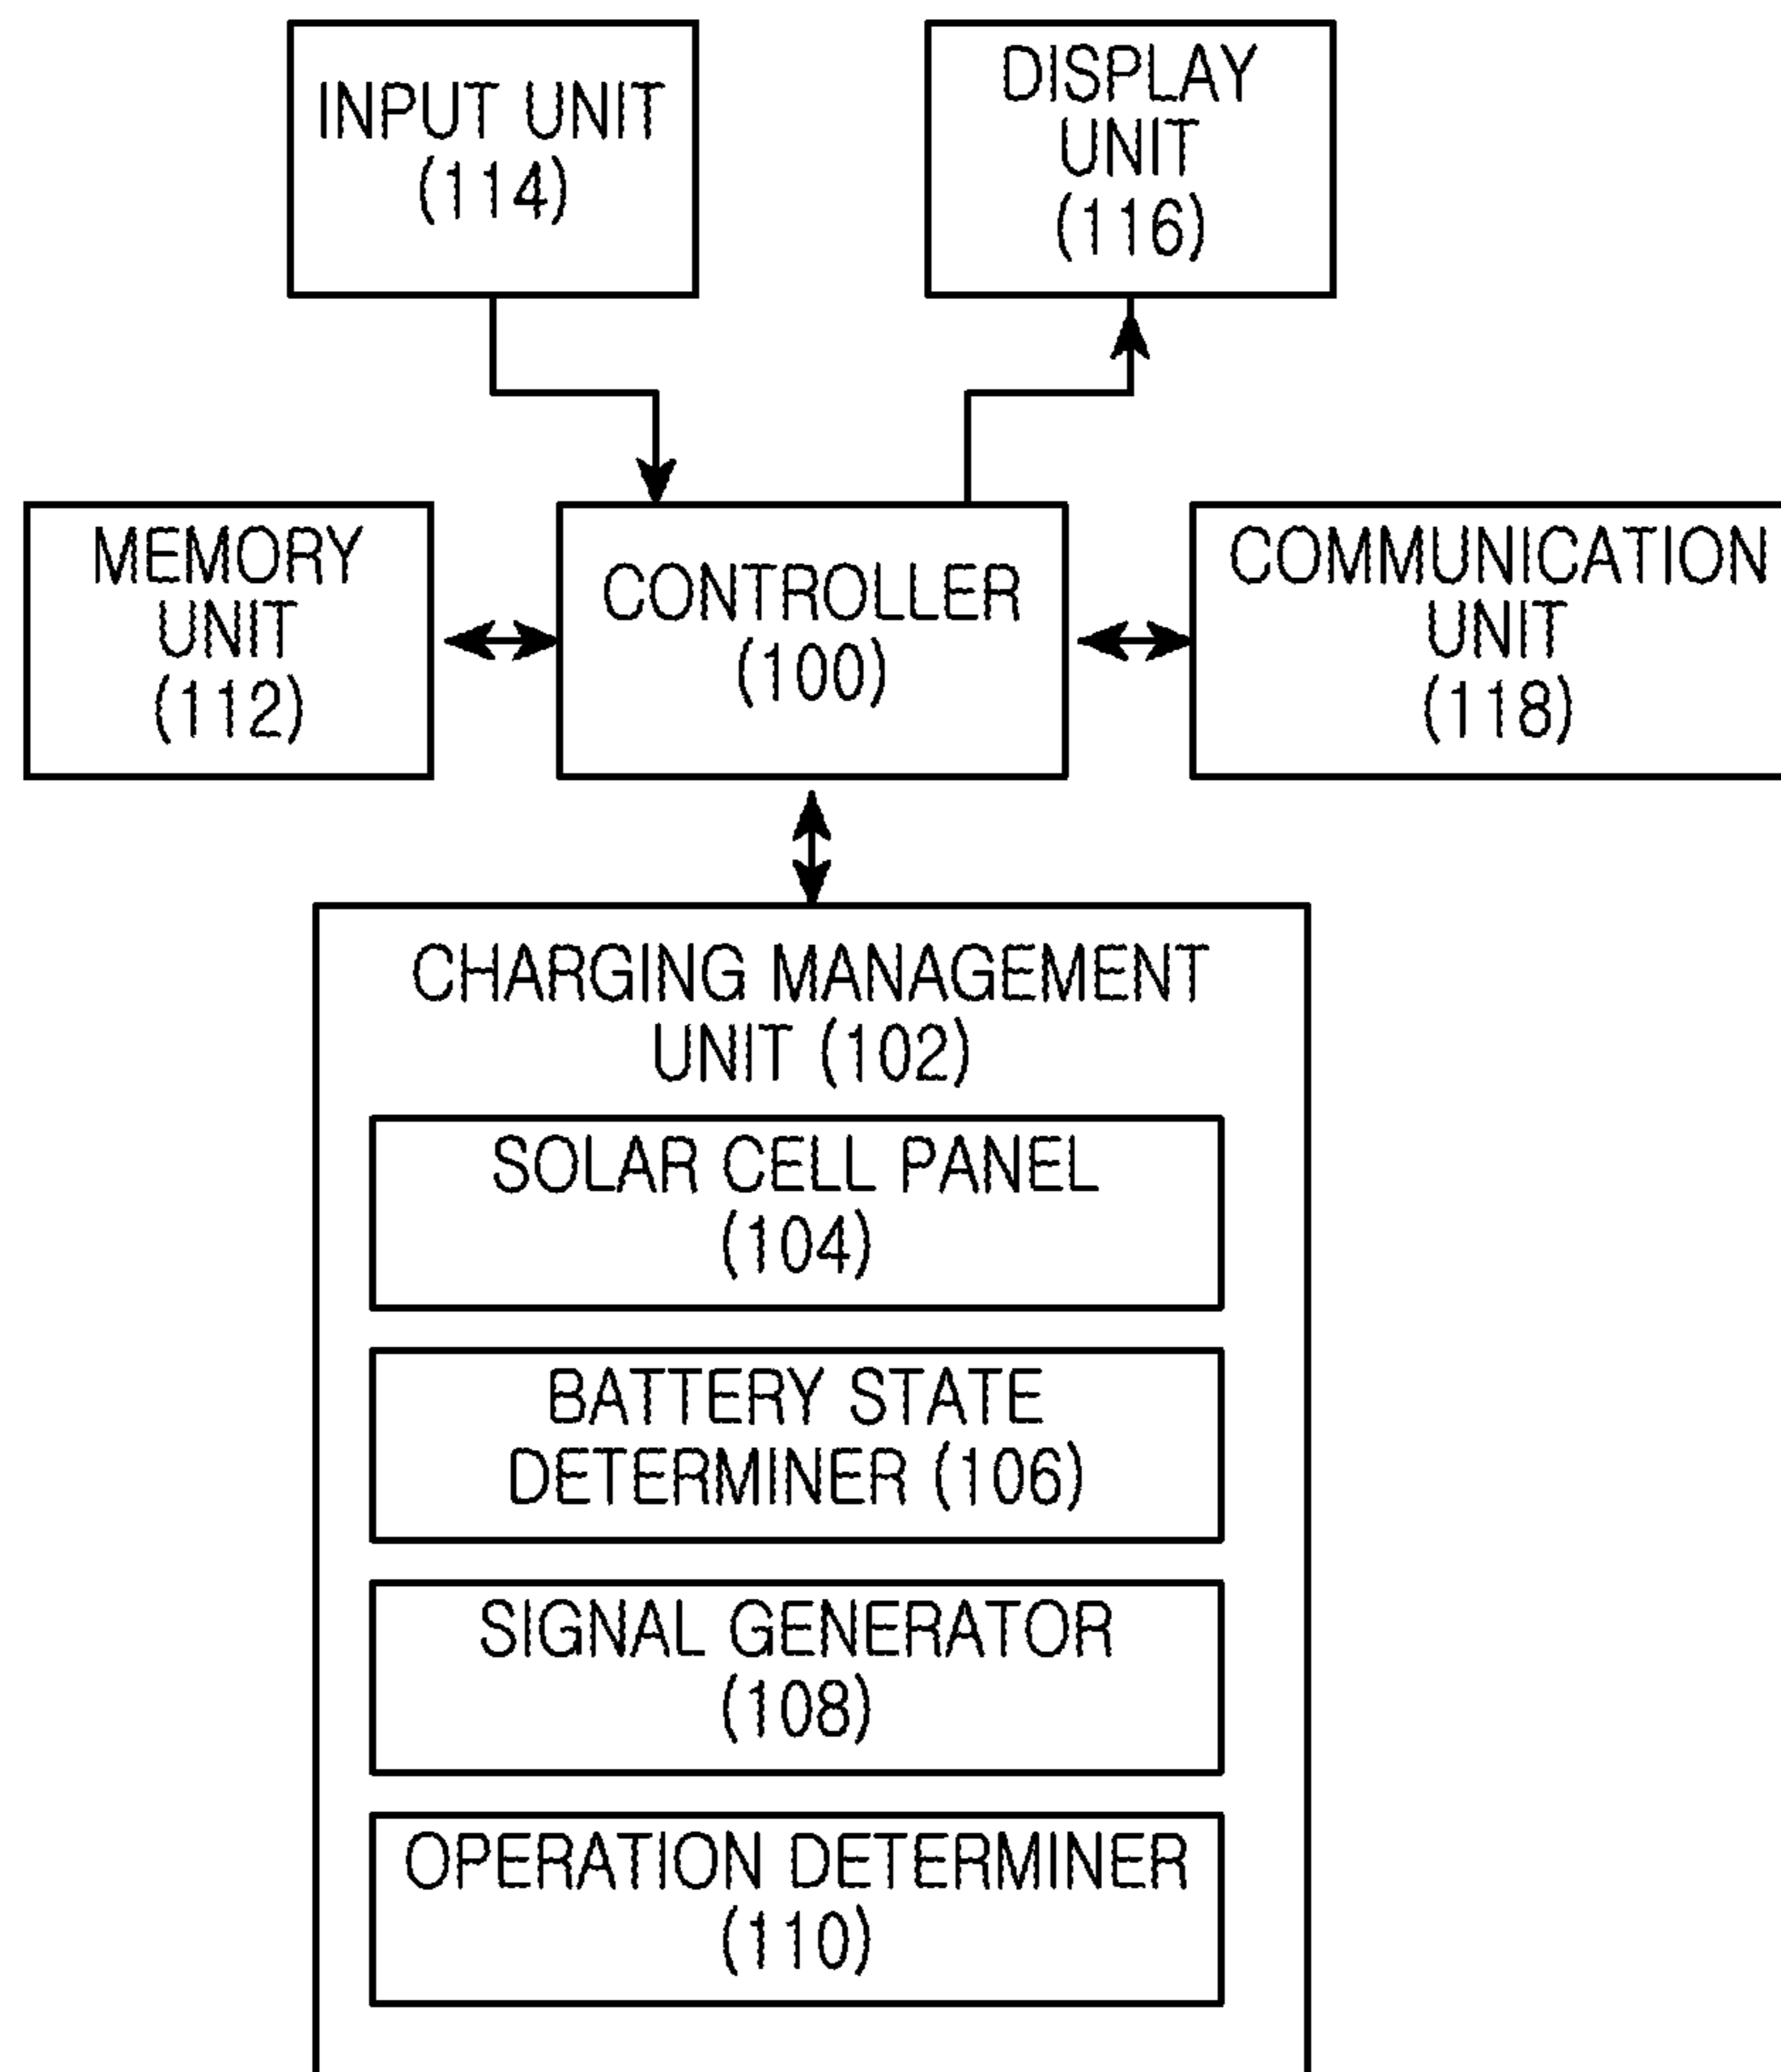 INPUT UNIT
(114)
DISPLAY
UNIT
(116)
MEMORY
UNIT
(112)
CONTROLLER
(100)
COMMUNICATION
UNIT
(118)
CHARGING MANAGEMENT
UNIT (102)
SOLAR CELL PANEL
(104)
BATTERY STATE
DETERMINER (106)
SIGNAL GENERATOR
(108)
OPERATION DETERMINER
(110)